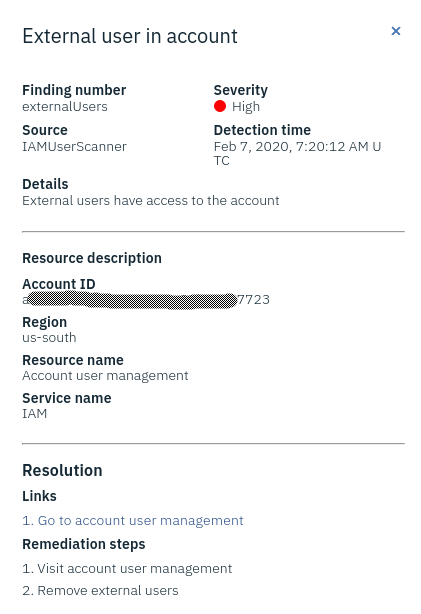 External user in account
Finding number
externalUsers
Severity
High
Source
IAMUserScanner
Detection time
Feb 7, 2020, 7:20:12 AM U
TC
Details
External users have access to the account
Resource description
Account ID
a 7723
Region
us-south
Resource name
Account user management
Service name
IAM
Resolution
Links
1. Go to account user management
Remediation steps
1. Visit account user management
2. Remove external users